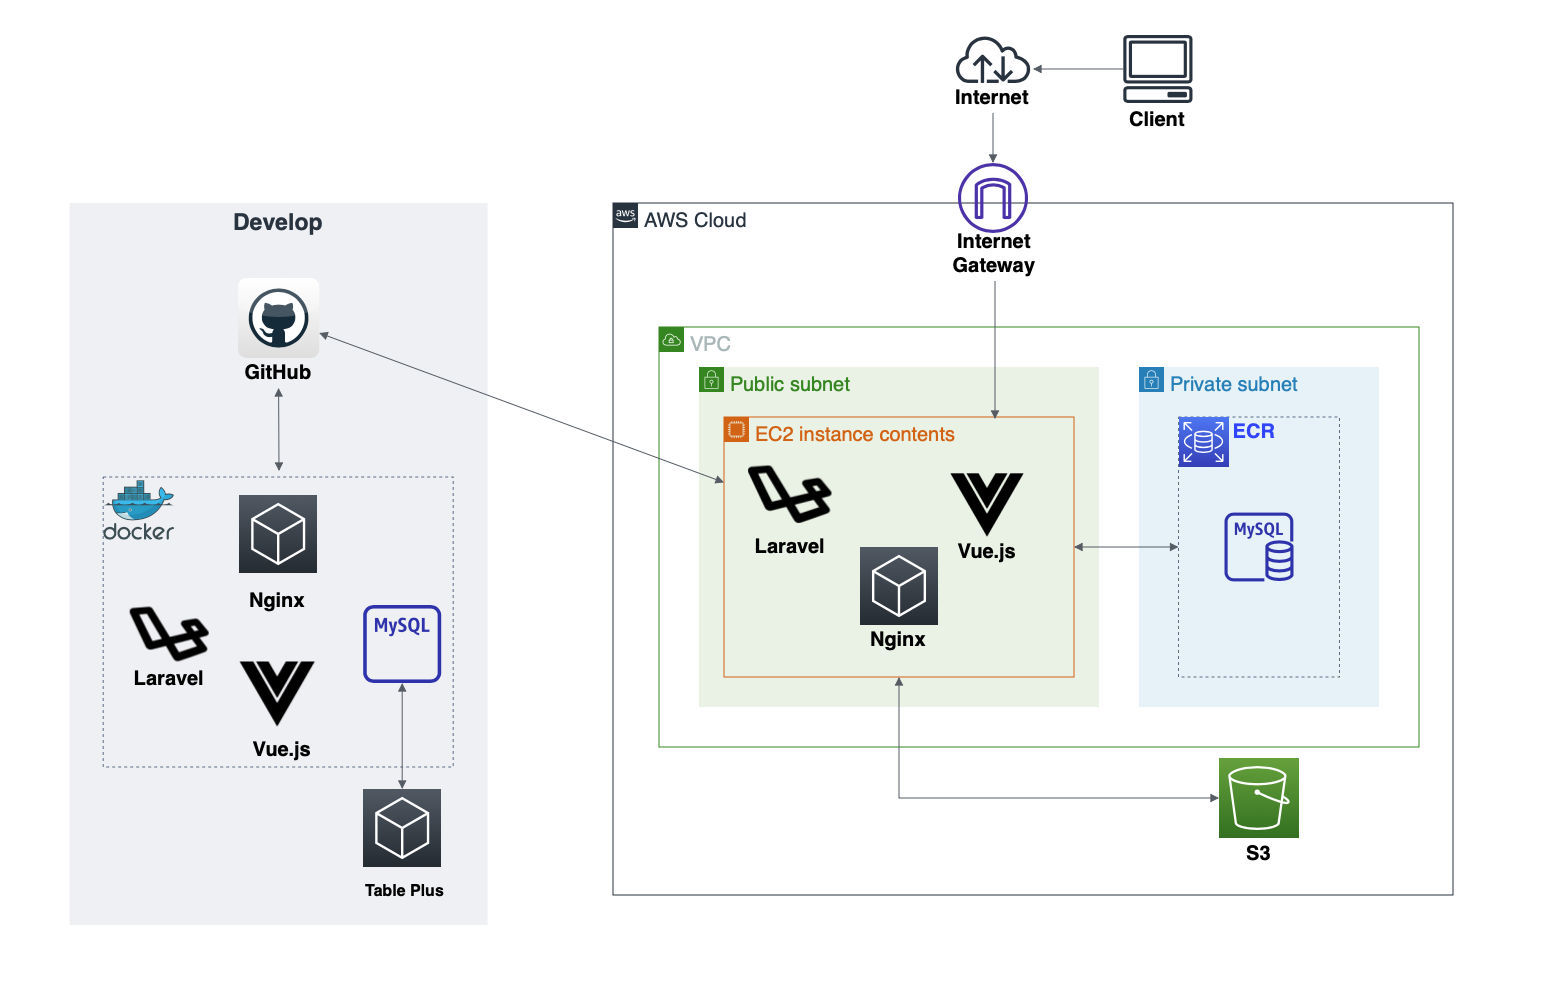 Internet
Client
Develop
aws
AWS Cloud
Internet
Gateway
GitHub
VPC
Public subnet
Private subnet
EC2 instance contents
ECR
docker
Laravel
Vue.js
MySQL
Nginx
Nginx
MySQL
Laravel
Vue.js
Table Plus
S3